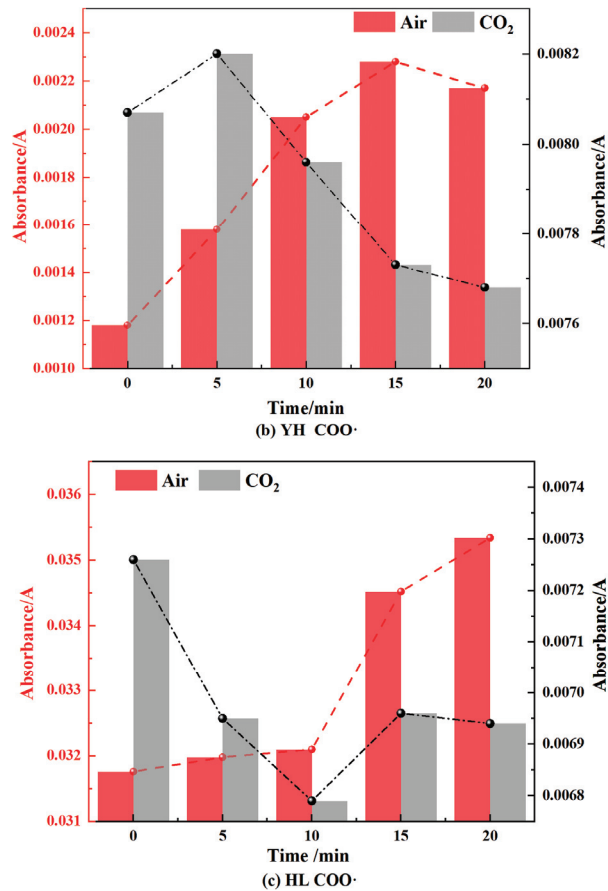 Air CO₂
0.0024
0.0022
0.0020
0.0018
0.0016
0.0014
0.0012
0.0010
Absorbance/A
0.0082
0.0080
0.0078
0.0076
Absorbance/A
0 5 10 15 20
Time/min
(b) YH COO·
Air CO₂
0.036
0.035
0.034
0.033
0.032
0.031
Absorbance/A
0.0074
0.0073
0.0072
0.0071
0.0070
0.0069
0.0068
Absorbance/A
0 5 10 15 20
Time /min
(c) HL COO·